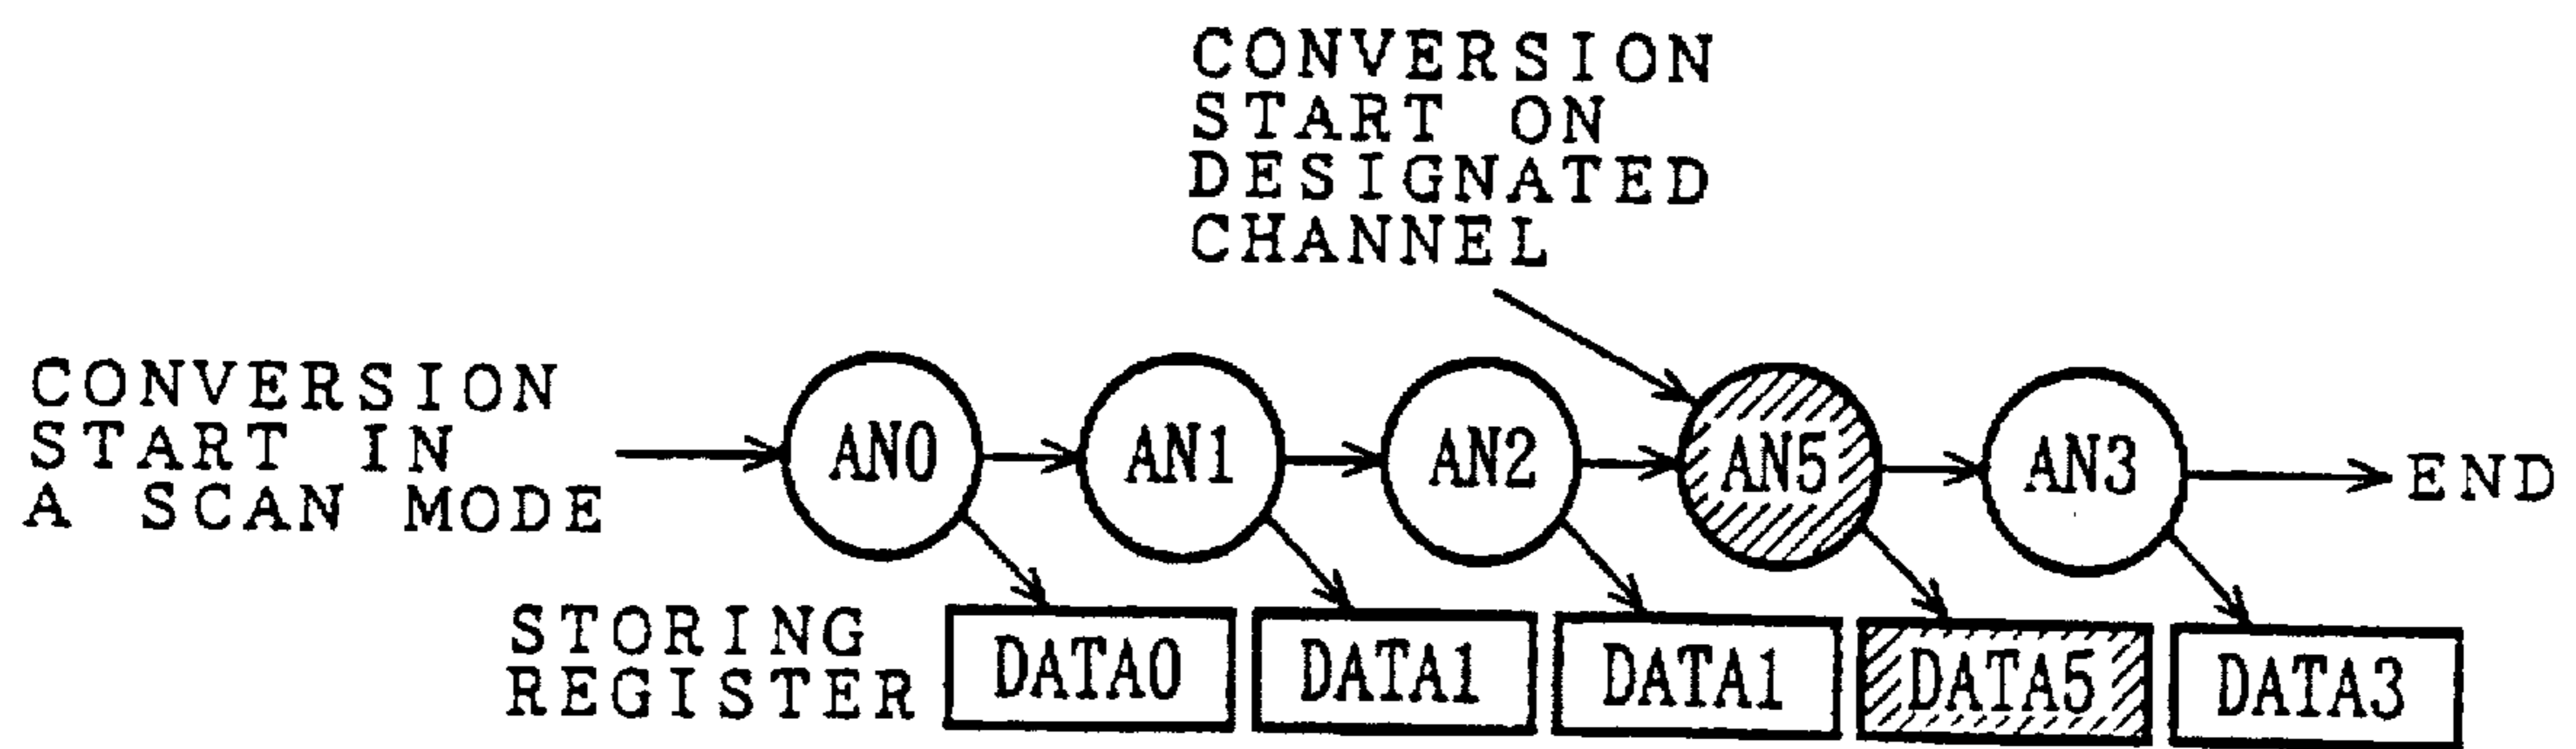 CONVERSION
START ON
DESIGNATED
CHANNEL
CONVERSION
START IN
A SCAN MODE
AN0
AN1
AN2
AN5
AN3
END
STORING
REGISTER
DATA0
DATA1
DATA1
DATA5
DATA3